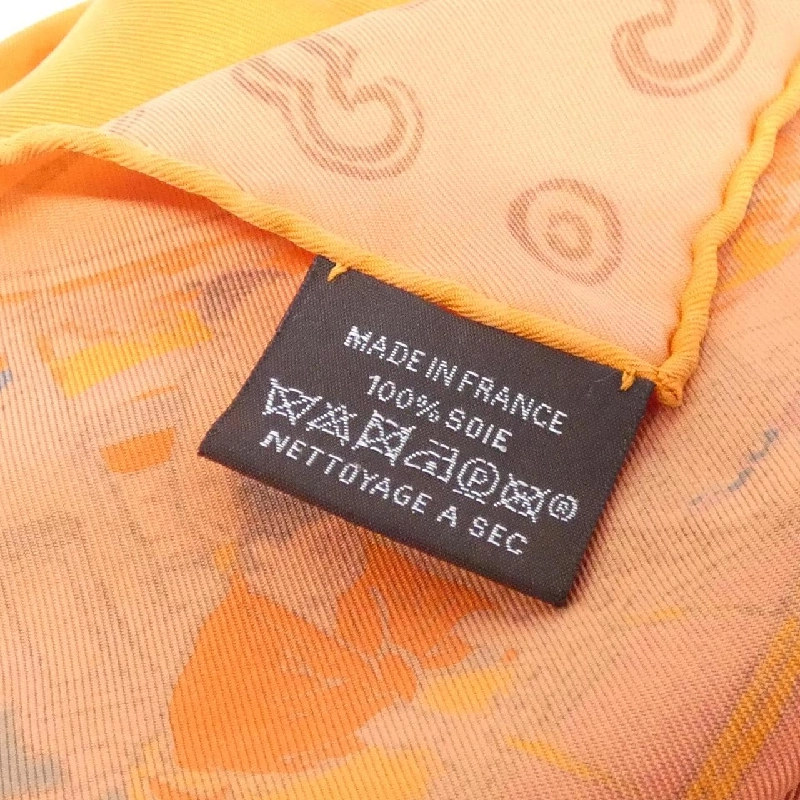 MADE IN FRANCE
100% SOIE
P ®
NETTOYAGE A SEC